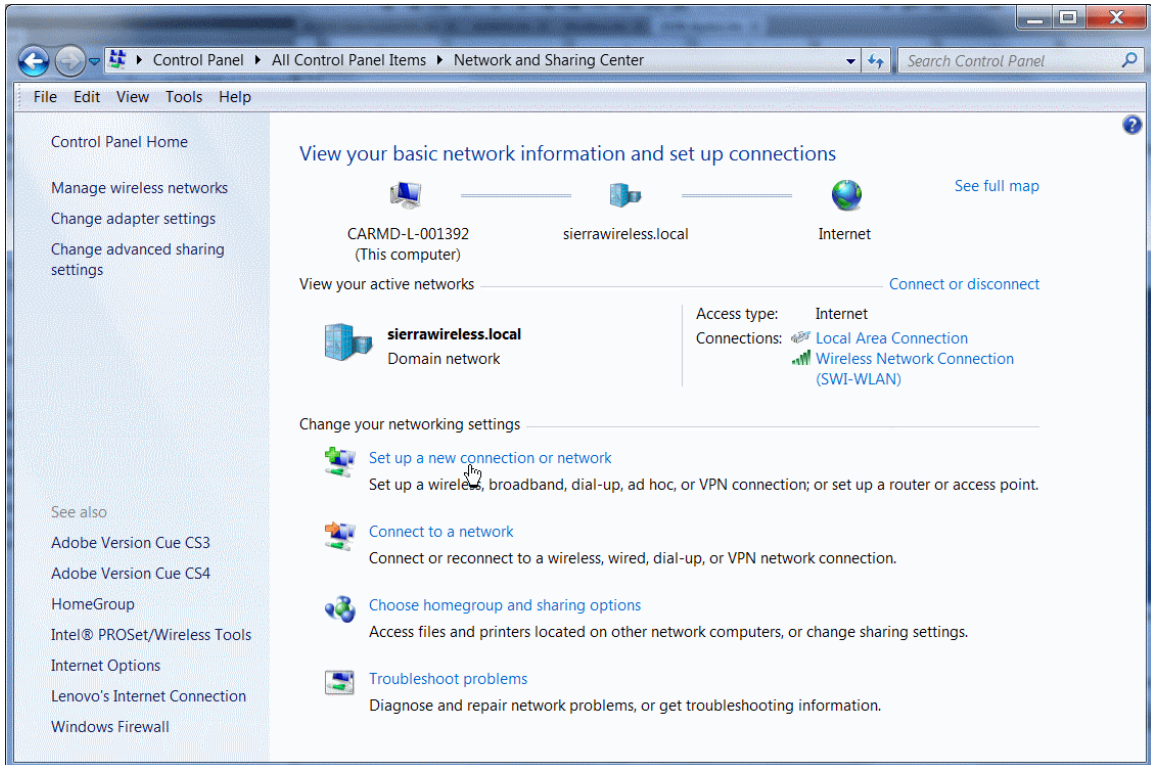 Control Panel ▸ All Control Panel Items ▸ Network and Sharing Center
Search Control Panel
File Edit View Tools Help
Control Panel Home
Manage wireless networks
Change adapter settings
Change advanced sharing
settings
See also
Adobe Version Cue CS3
Adobe Version Cue CS4
HomeGroup
Intel® PROSet/Wireless Tools
Internet Options
Lenovo's Internet Connection
Windows Firewall
View your basic network information and set up connections
See full map
CARMD-L-001392
(This computer)
sierrawireless.local
Internet
View your active networks
Connect or disconnect
sierrawireless.local
Domain network
Access type: Internet
Connections: Local Area Connection
Wireless Network Connection
(SWI-WLAN)
Change your networking settings
Set up a new connection or network
Set up a wireless, broadband, dial-up, ad hoc, or VPN connection; or set up a router or access point.
Connect to a network
Connect or reconnect to a wireless, wired, dial-up, or VPN network connection.
Choose homegroup and sharing options
Access files and printers located on other network computers, or change sharing settings.
Troubleshoot problems
Diagnose and repair network problems, or get troubleshooting information.